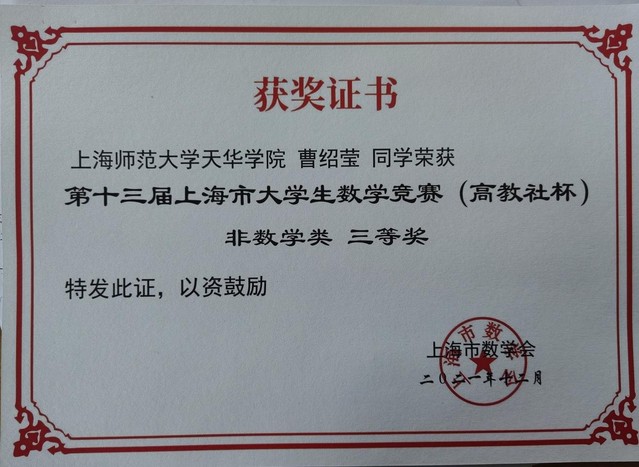 获奖证书
上海师范大学天华学院 曹绍莹 同学荣获
第十三届上海市大学生数学竞赛（高教社杯）
非数学类 三等奖
特发此证，以资鼓励
上海市数学会
二〇二一年十二月